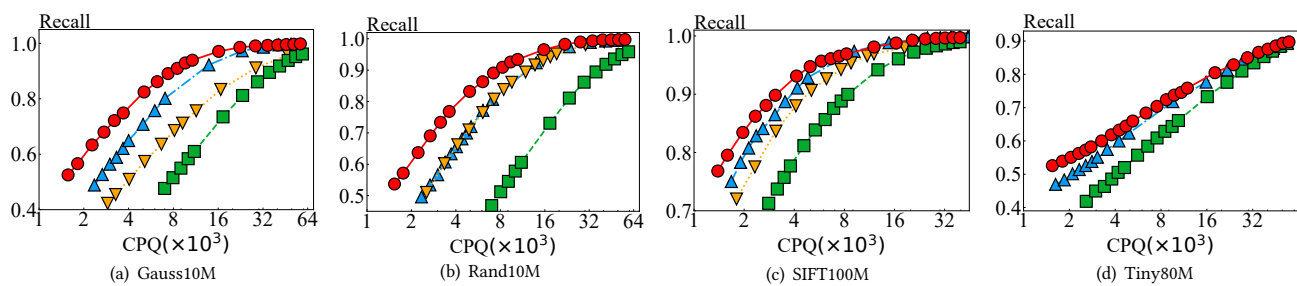 Recall
1.0
0.8
0.6
0.4
1 2 4 8 16 32 64
CPQ(×10³)
(a) Gauss10M
Recall
1.0
0.9
0.8
0.7
0.6
0.5
1 2 4 8 16 32 64
CPQ(×10³)
(b) Rand10M
Recall
1.0
0.9
0.8
0.7
1 2 4 8 16 32
CPQ(×10³)
(c) SIFT100M
Recall
0.9
0.8
0.7
0.6
0.5
0.4
1 2 4 8 16 32
CPQ(×10³)
(d) Tiny80M